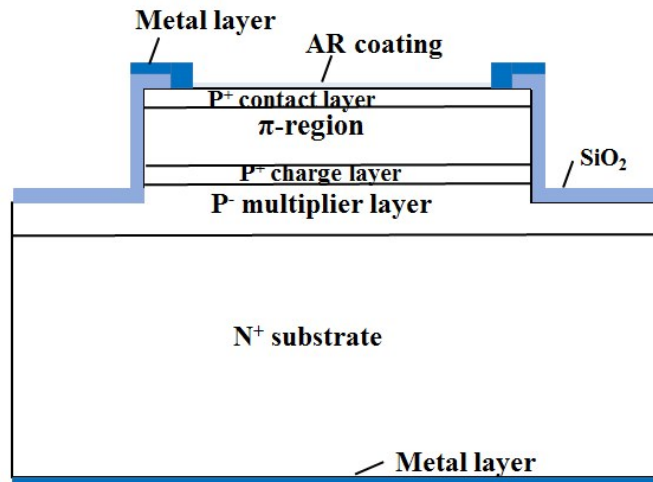 Metal layer
AR coating
P⁺ contact layer
π-region
P⁺ charge layer
SiO₂
P⁻ multiplier layer
N⁺ substrate
Metal layer